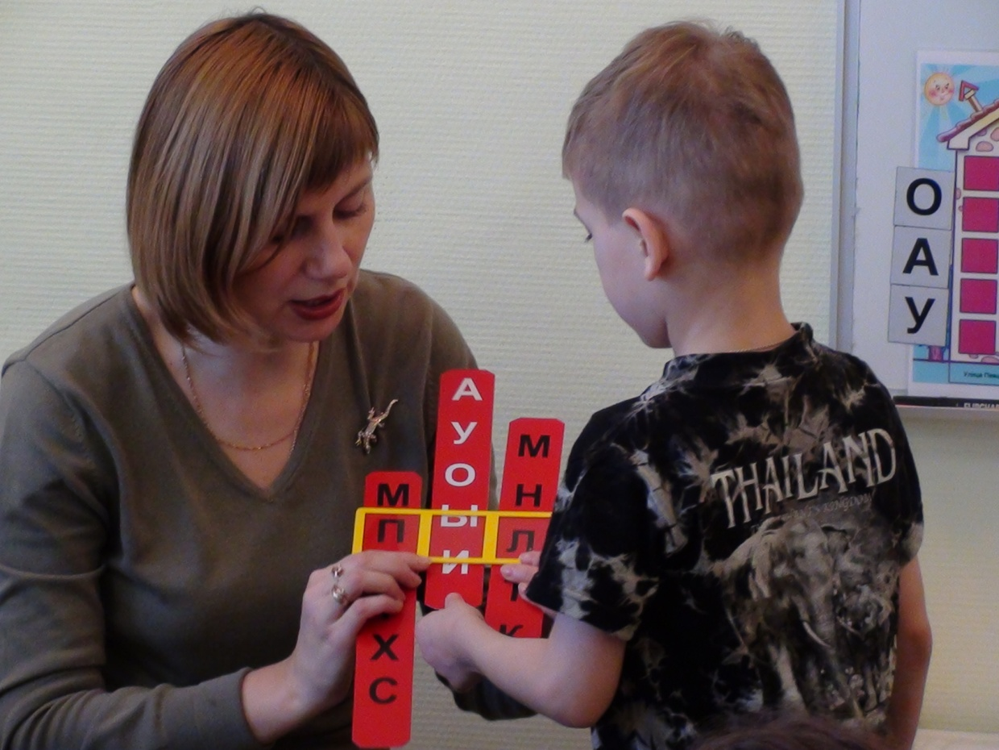 А
У
О
Ы
И
М
П
Х
С
М
Н
Л
К
THAILAND
О
А
У